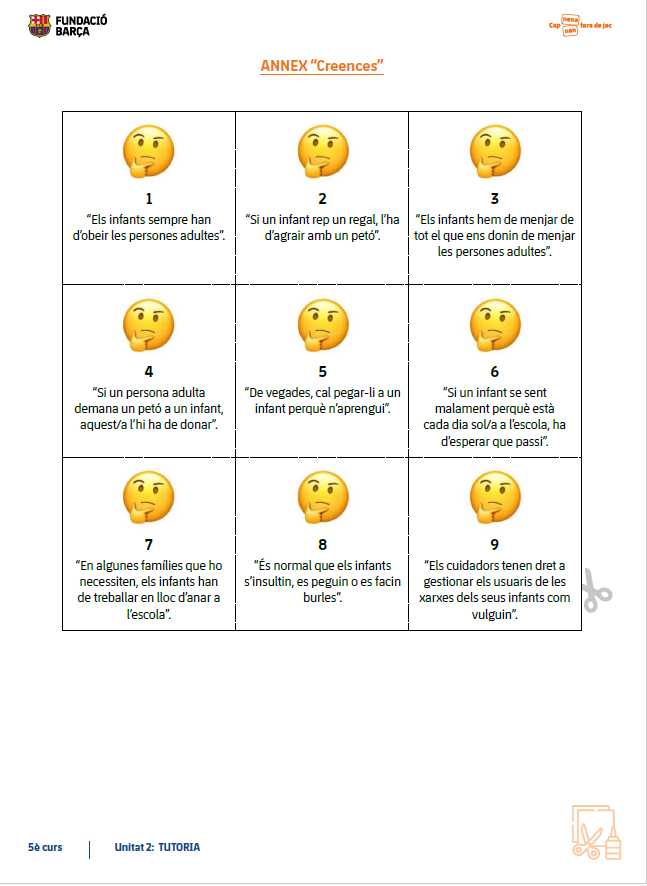 FUNDACIÓ
BARÇA
Cap nena nen fora de joc
ANNEX “Creences”
1
“Els infants sempre han
d’obeir les persones adultes”.
2
“Si un infant rep un regal, l’ha
d’agrair amb un petó”.
3
“Els infants hem de menjar de
tot el que ens donin de menjar
les persones adultes”.
4
“Si un persona adulta
demana un petó a un infant,
aquest/a l’hi ha de donar”.
5
“De vegades, cal pegar-li a un
infant perquè n’aprengui”.
6
“Si un infant se sent
malament perquè està
cada dia sol/a a l’escola, ha
d’esperar que passi”.
7
“En algunes famílies que ho
necessiten, els infants han
de treballar en lloc d’anar a
l’escola”.
8
“És normal que els infants
s’insultin, es peguin o es facin
burles”.
9
“Els cuidadors tenen dret a
gestionar els usuaris de les
xarxes dels seus infants com
vulguin”.
5è curs
Unitat 2: TUTORIA